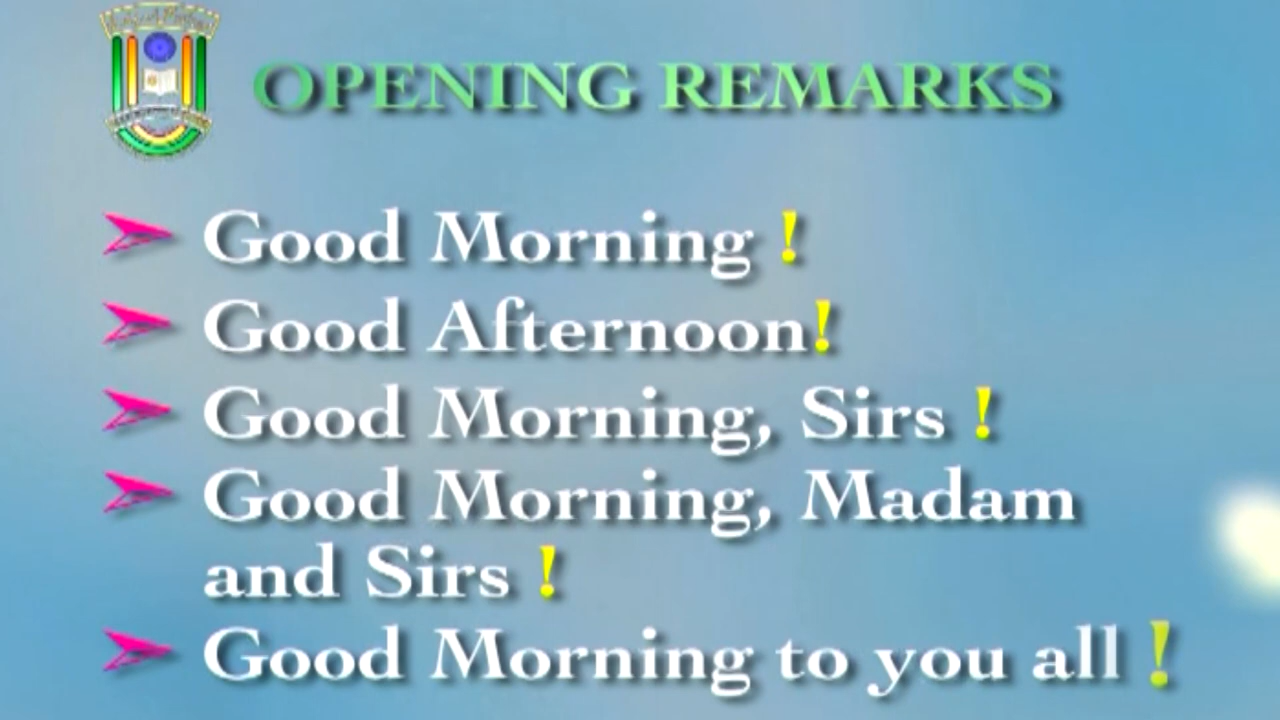 OPENING REMARKS
Good Morning !
Good Afternoon!
Good Morning, Sirs !
Good Morning, Madam
and Sirs !
Good Morning to you all !